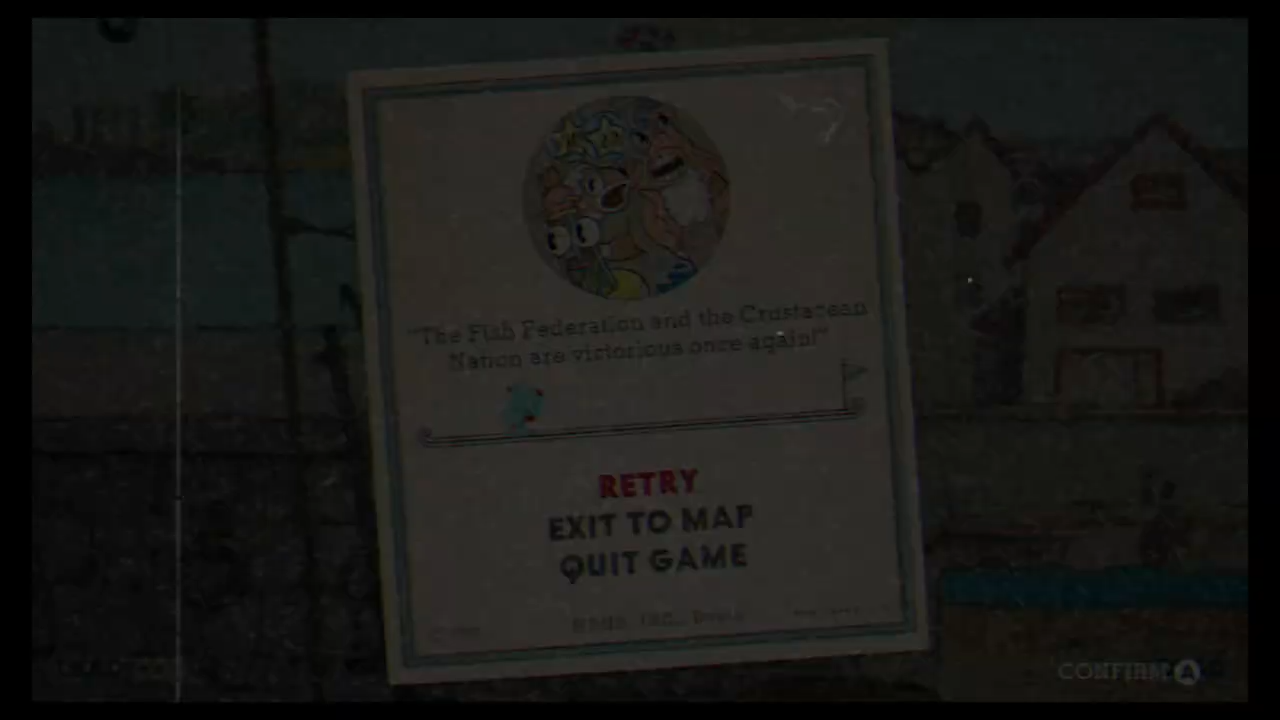 "The Fish Federation and the Crustacean
Nation are victorious once again!"
RETRY
EXIT TO MAP
QUIT GAME
CONFIRM A